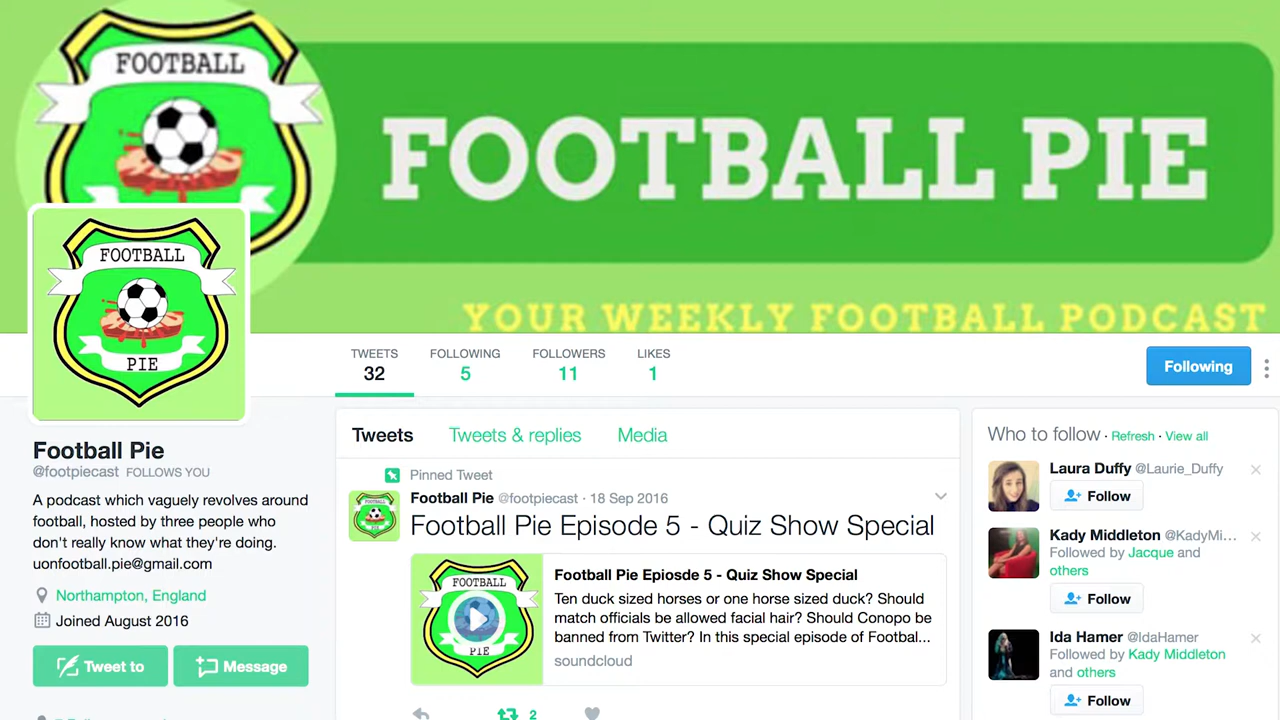 FOOTBALL
FOOTBALL PIE
YOUR WEEKLY FOOTBALL PODCAST
FOOTBALL
PIE
TWEETS FOLLOWING FOLLOWERS LIKES
32 5 11 1
Following
Football Pie
@footpiecast FOLLOWS YOU
A podcast which vaguely revolves around
football, hosted by three people who
don't really know what they're doing.
uonfootball.pie@gmail.com
Northampton, England
Joined August 2016
Tweet to Message
Tweets Tweets & replies Media
Pinned Tweet
Football Pie @footpiecast · 18 Sep 2016
Football Pie Episode 5 - Quiz Show Special
FOOTBALL
PIE
Football Pie Epiosde 5 - Quiz Show Special
Ten duck sized horses or one horse sized duck? Should
match officials be allowed facial hair? Should Conopo be
banned from Twitter? In this special episode of Footbal...
soundcloud
2
Who to follow · Refresh · View all
Laura Duffy @Laurie_Duffy
Follow
Kady Middleton @KadyMi...
Followed by Jacque and
others
Follow
Ida Hamer @IdaHamer
Followed by Kady Middleton
and others
Follow